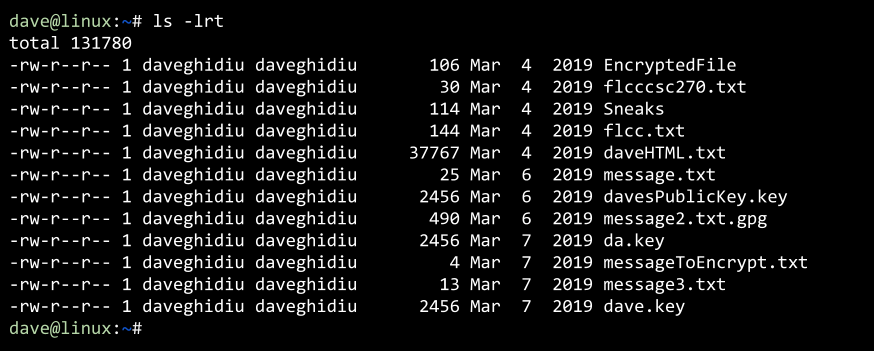 dave@linux:~# ls -lrt
total 131780
-rw-r--r-- 1 daveghidiu daveghidiu 106 Mar 4 2019 EncryptedFile
-rw-r--r-- 1 daveghidiu daveghidiu 30 Mar 4 2019 flcccsc270.txt
-rw-r--r-- 1 daveghidiu daveghidiu 114 Mar 4 2019 Sneaks
-rw-r--r-- 1 daveghidiu daveghidiu 144 Mar 4 2019 flcc.txt
-rw-r--r-- 1 daveghidiu daveghidiu 37767 Mar 4 2019 daveHTML.txt
-rw-r--r-- 1 daveghidiu daveghidiu 25 Mar 6 2019 message.txt
-rw-r--r-- 1 daveghidiu daveghidiu 2456 Mar 6 2019 davesPublicKey.key
-rw-r--r-- 1 daveghidiu daveghidiu 490 Mar 6 2019 message2.txt.gpg
-rw-r--r-- 1 daveghidiu daveghidiu 2456 Mar 7 2019 da.key
-rw-r--r-- 1 daveghidiu daveghidiu 4 Mar 7 2019 messageToEncrypt.txt
-rw-r--r-- 1 daveghidiu daveghidiu 13 Mar 7 2019 message3.txt
-rw-r--r-- 1 daveghidiu daveghidiu 2456 Mar 7 2019 dave.key
dave@linux:~#